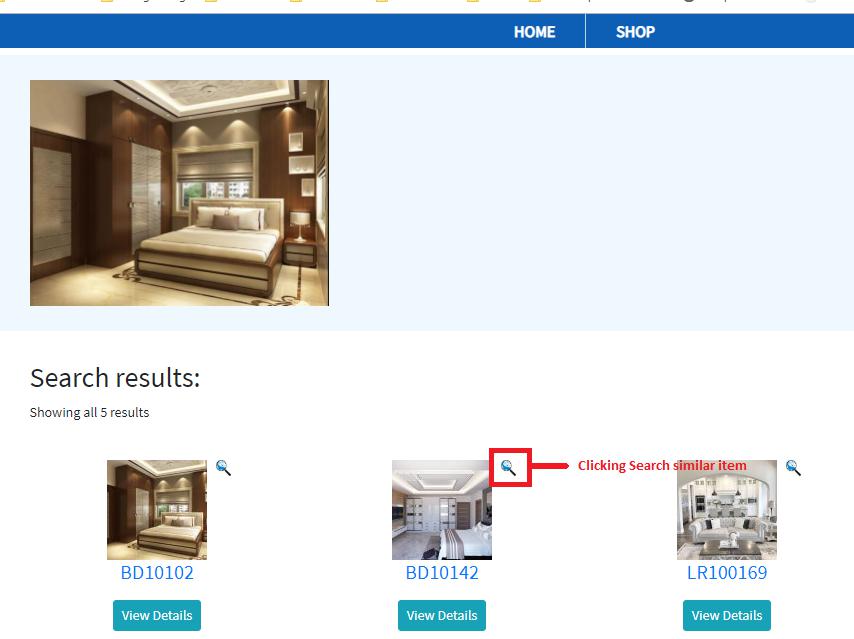 HOME SHOP
Search results:
Showing all 5 results
Clicking Search similar item
BD10102 BD10142 LR100169
View Details View Details View Details